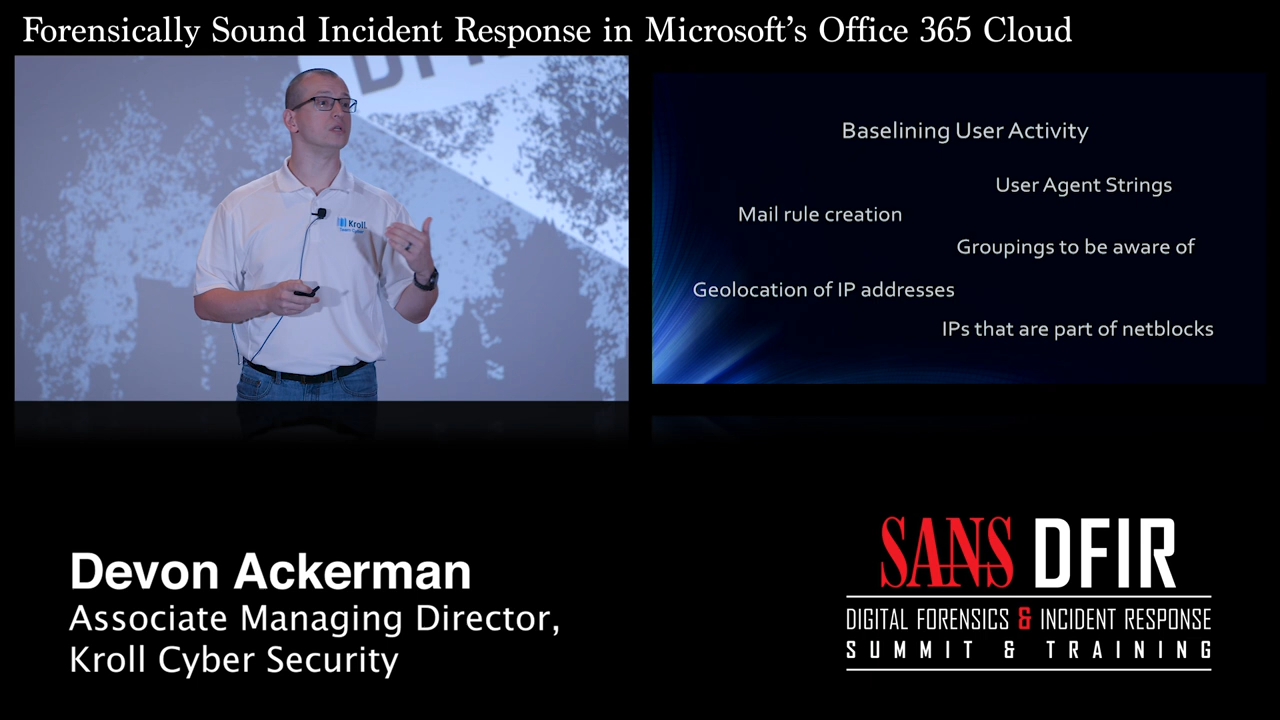 Forensically Sound Incident Response in Microsoft's Office 365 Cloud
DFIR
Kroll
Baselining User Activity
User Agent Strings
Mail rule creation
Groupings to be aware of
Geolocation of IP addresses
IPs that are part of netblocks
Devon Ackerman
Associate Managing Director,
Kroll Cyber Security
SANS DFIR
DIGITAL FORENSICS & INCIDENT RESPONSE
SUMMIT & TRAINING